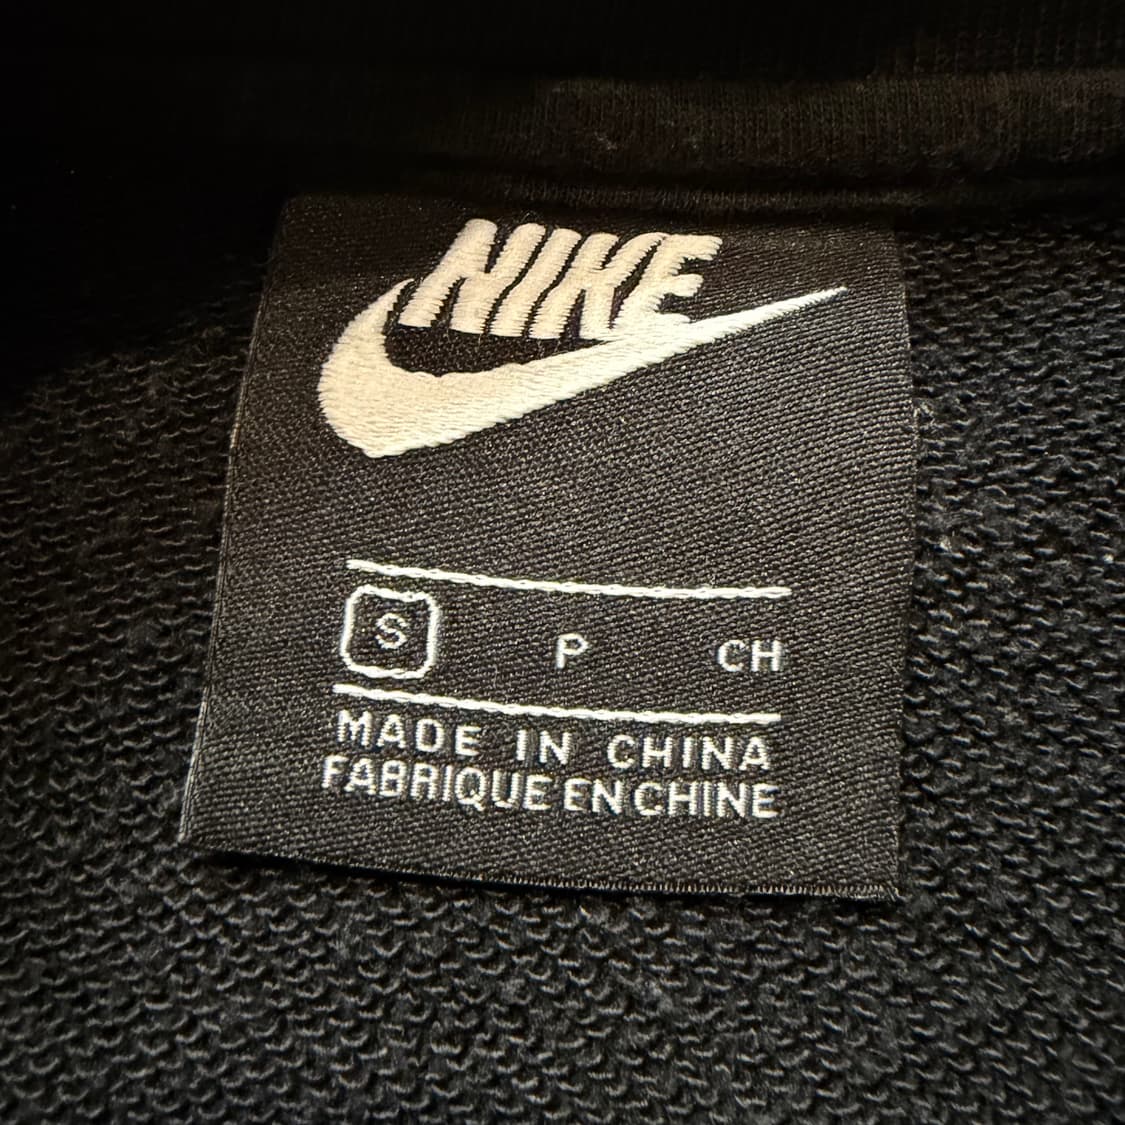 NIKE
S P CH
MADE IN CHINA
FABRIQUE EN CHINE